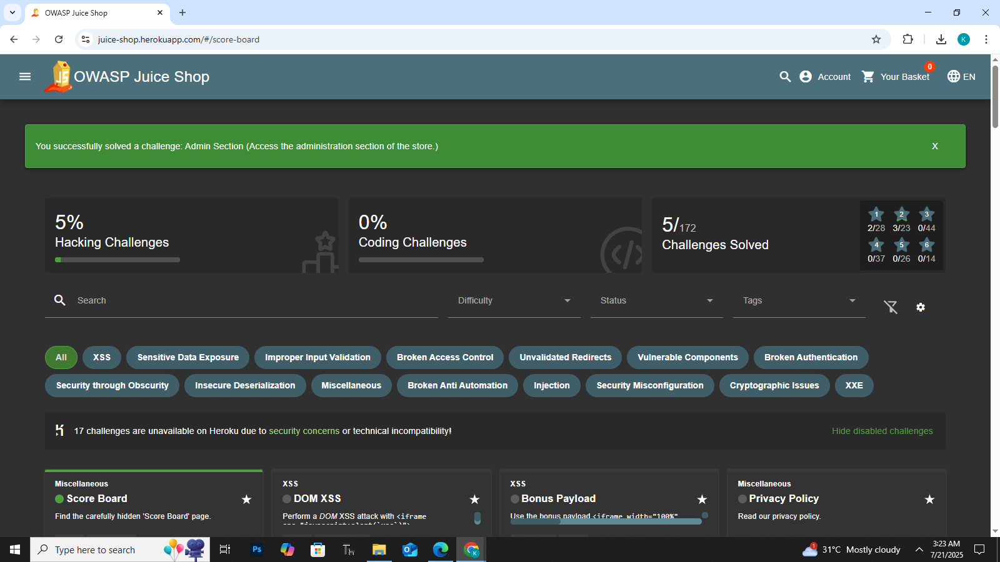 OWASP Juice Shop
juice-shop.herokuapp.com/#/score-board
K
JS OWASP Juice Shop
Account
Your Basket
0
EN
You successfully solved a challenge: Admin Section (Access the administration section of the store.)
X
5%
Hacking Challenges
0%
Coding Challenges
5/172
Challenges Solved
1 2 3
2/28 3/23 0/44
4 5 6
0/37 0/26 0/14
Search
Difficulty
Status
Tags
All
XSS
Sensitive Data Exposure
Improper Input Validation
Broken Access Control
Unvalidated Redirects
Vulnerable Components
Broken Authentication
Security through Obscurity
Insecure Deserialization
Miscellaneous
Broken Anti Automation
Injection
Security Misconfiguration
Cryptographic Issues
XXE
17 challenges are unavailable on Heroku due to security concerns or technical incompatibility!
Hide disabled challenges
Miscellaneous
Score Board
Find the carefully hidden 'Score Board' page.
XSS
DOM XSS
Perform a DOM XSS attack with <iframe
XSS
Bonus Payload
Use the bonus payload <iframe width="100%"
Miscellaneous
Privacy Policy
Read our privacy policy.
Type here to search
Ps
K
1
31°C Mostly cloudy
3:23 AM
7/21/2025